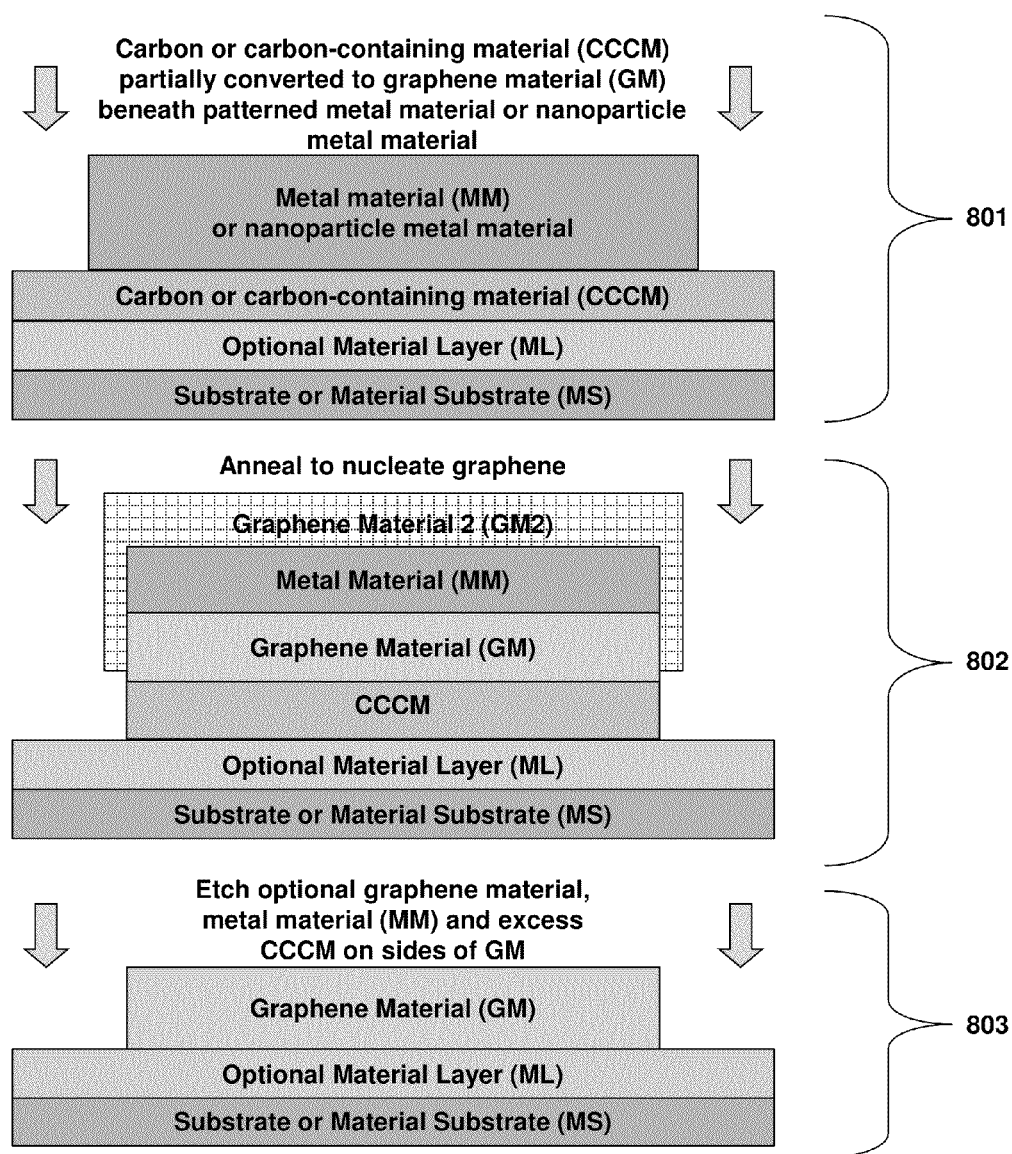 Carbon or carbon-containing material (CCCM)
partially converted to graphene material (GM)
beneath patterned metal material or nanoparticle
metal material
Metal material (MM)
or nanoparticle metal material
801
Carbon or carbon-containing material (CCCM)
Optional Material Layer (ML)
Substrate or Material Substrate (MS)
Anneal to nucleate graphene
Graphene Material 2 (GM2)
Metal Material (MM)
Graphene Material (GM)
802
CCCM
Optional Material Layer (ML)
Substrate or Material Substrate (MS)
Etch optional graphene material,
metal material (MM) and excess
CCCM on sides of GM
Graphene Material (GM)
803
Optional Material Layer (ML)
Substrate or Material Substrate (MS)